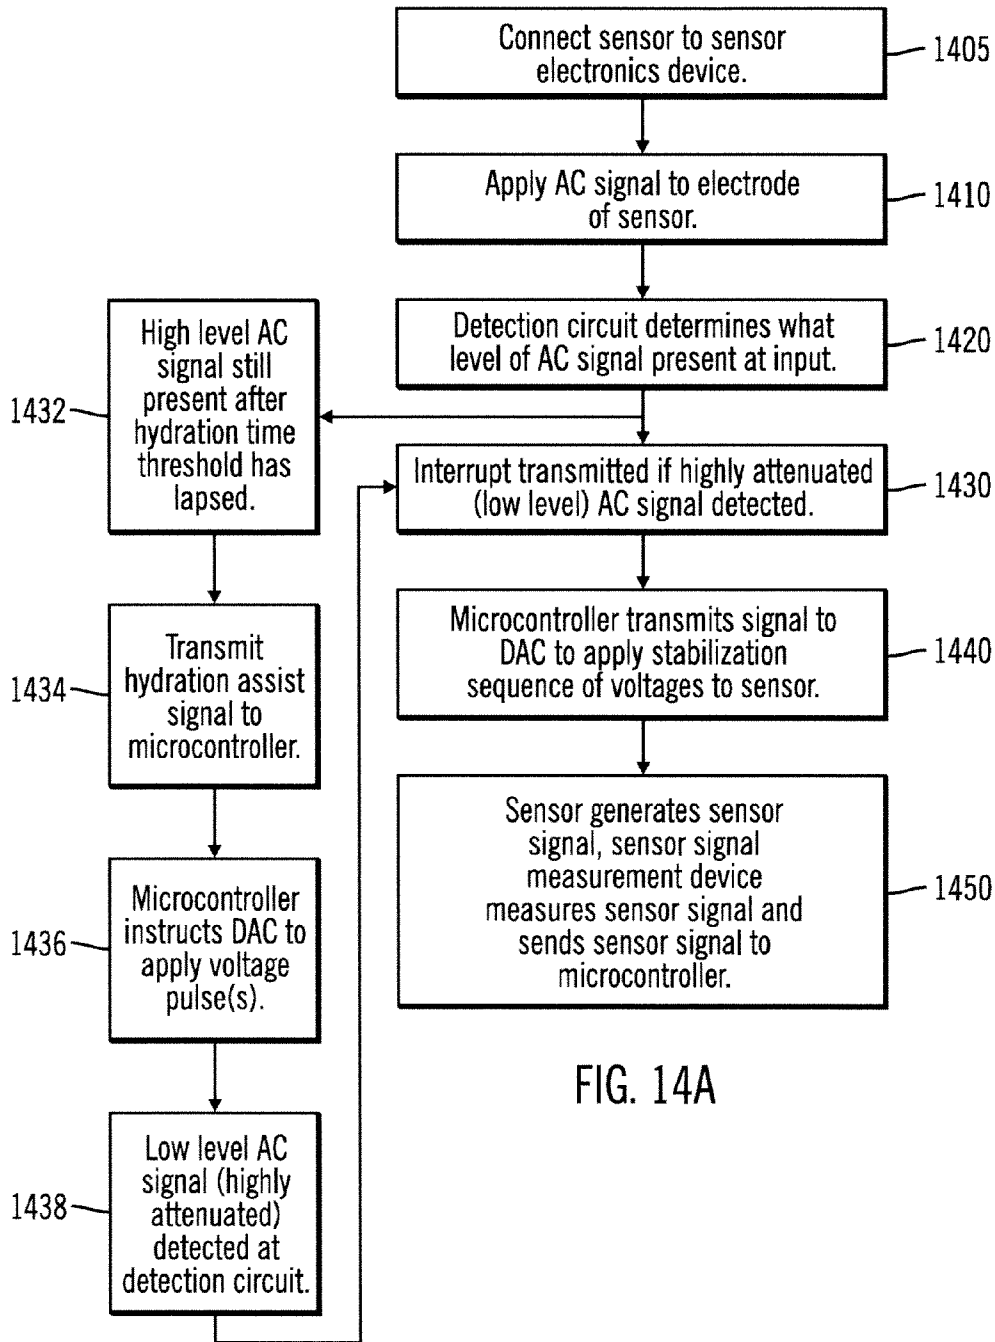 Connect sensor to sensor
electronics device.
1405
Apply AC signal to electrode
of sensor.
1410
Detection circuit determines what
level of AC signal present at input.
1420
High level AC
signal still
present after
hydration time
threshold has
lapsed.
1432
Interrupt transmitted if highly attenuated
(low level) AC signal detected.
1430
Transmit
hydration assist
signal to
microcontroller.
1434
Microcontroller transmits signal to
DAC to apply stabilization
sequence of voltages to sensor.
1440
Microcontroller
instructs DAC to
apply voltage
pulse(s).
1436
Sensor generates sensor
signal, sensor signal
measurement device
measures sensor signal and
sends sensor signal to
microcontroller.
1450
Low level AC
signal (highly
attenuated)
detected at
detection circuit.
1438
FIG. 14A